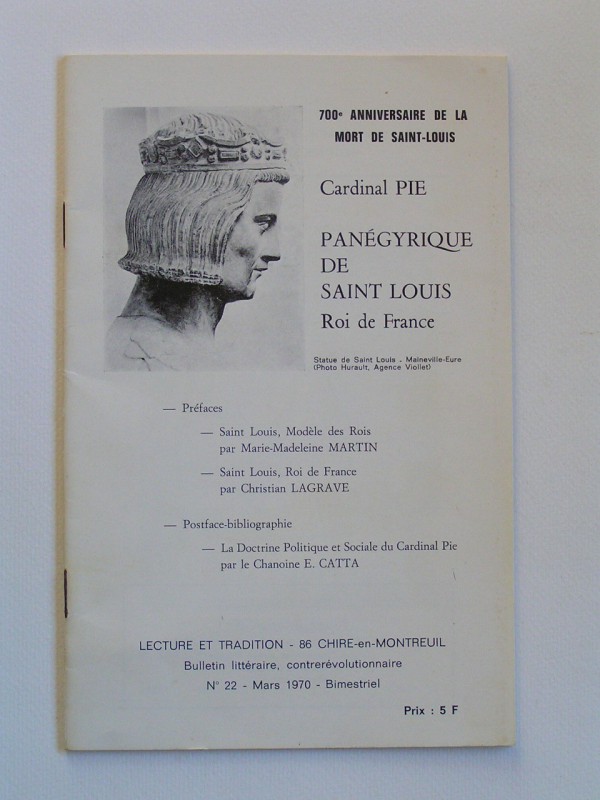 700e ANNIVERSAIRE DE LA
MORT DE SAINT-LOUIS
Cardinal PIE
PANÉGYRIQUE
DE
SAINT LOUIS
Roi de France
Statue de Saint Louis - Maineville-Eure
(Photo Hurault, Agence Viollet)
— Préfaces
— Saint Louis, Modèle des Rois
par Marie-Madeleine MARTIN
— Saint Louis, Roi de France
par Christian LAGRAVE
— Postface-bibliographie
— La Doctrine Politique et Sociale du Cardinal Pie
par le Chanoine E. CATTA
LECTURE ET TRADITION - 86 CHIRE-en-MONTREUIL
Bulletin littéraire, contrerévolutionnaire
N° 22 - Mars 1970 - Bimestriel
Prix : 5 F